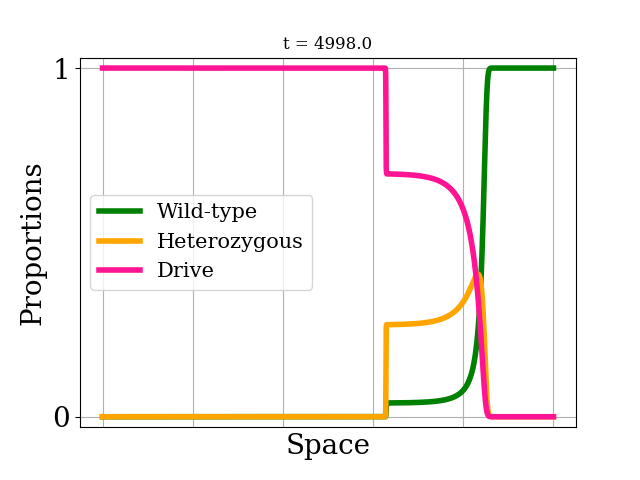 t = 4998.0
1
Proportions
Wild-type
Heterozygous
Drive
0
Space